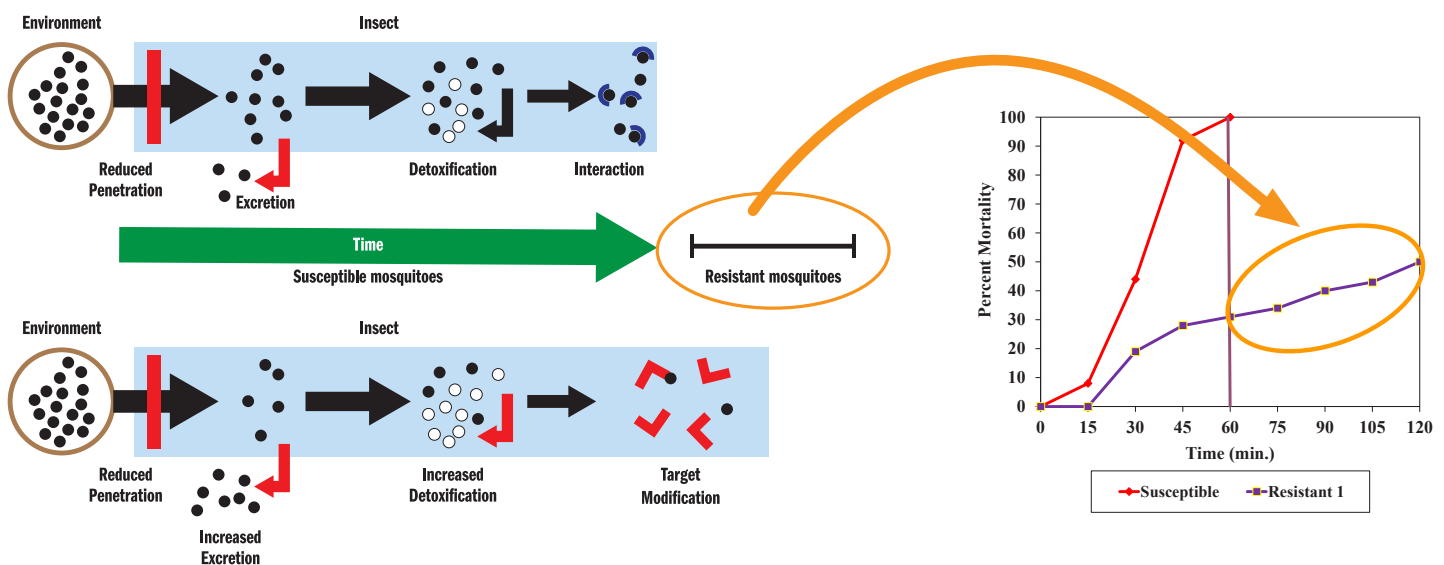 Environment
Insect
Reduced
Penetration
Excretion
Detoxification
Interaction
Time
Susceptible mosquitoes
Resistant mosquitoes
Environment
Insect
Reduced
Penetration
Increased
Excretion
Increased
Detoxification
Target
Modification
Percent Mortality
100
90
80
70
60
50
40
30
20
10
0
0 15 30 45 60 75 90 105 120
Time (min.)
Susceptible Resistant 1